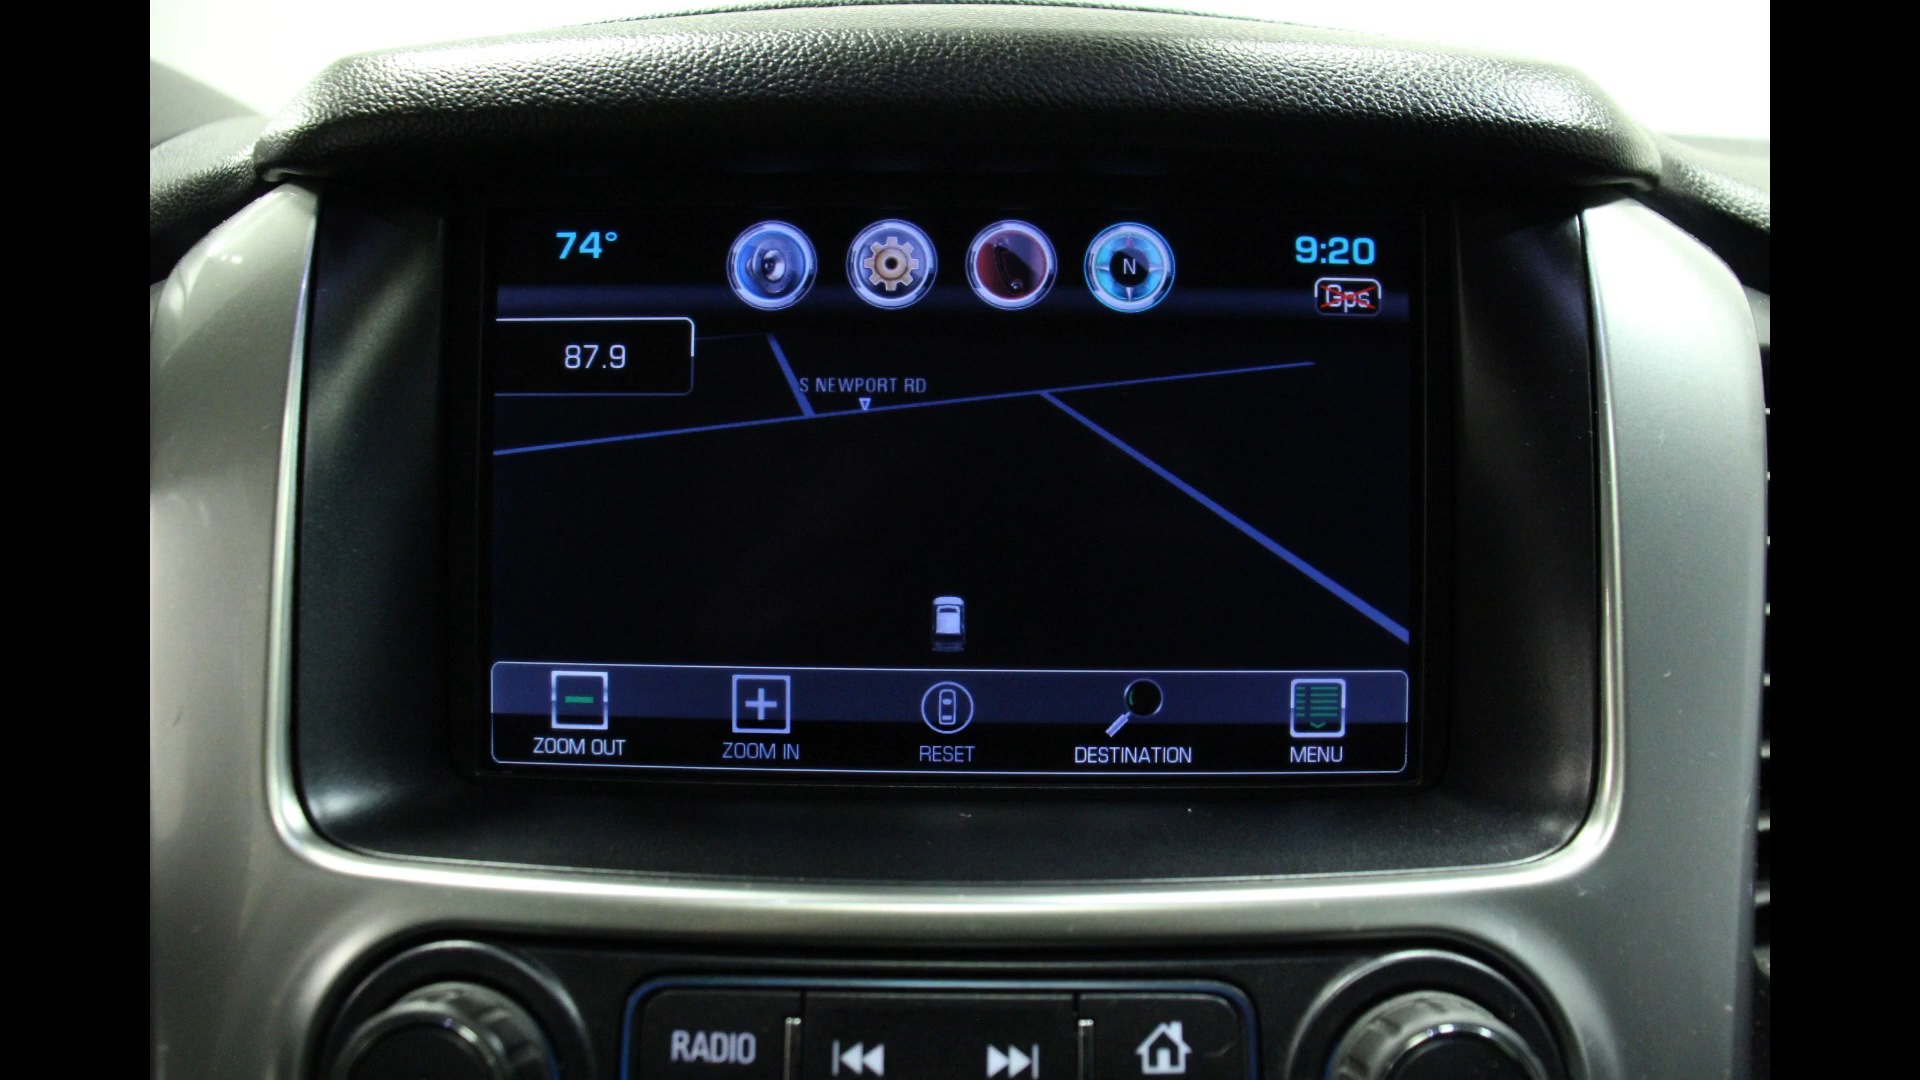 74°
N
9:20
Gps
87.9
S NEWPORT RD
ZOOM OUT
ZOOM IN
RESET
DESTINATION
MENU
RADIO